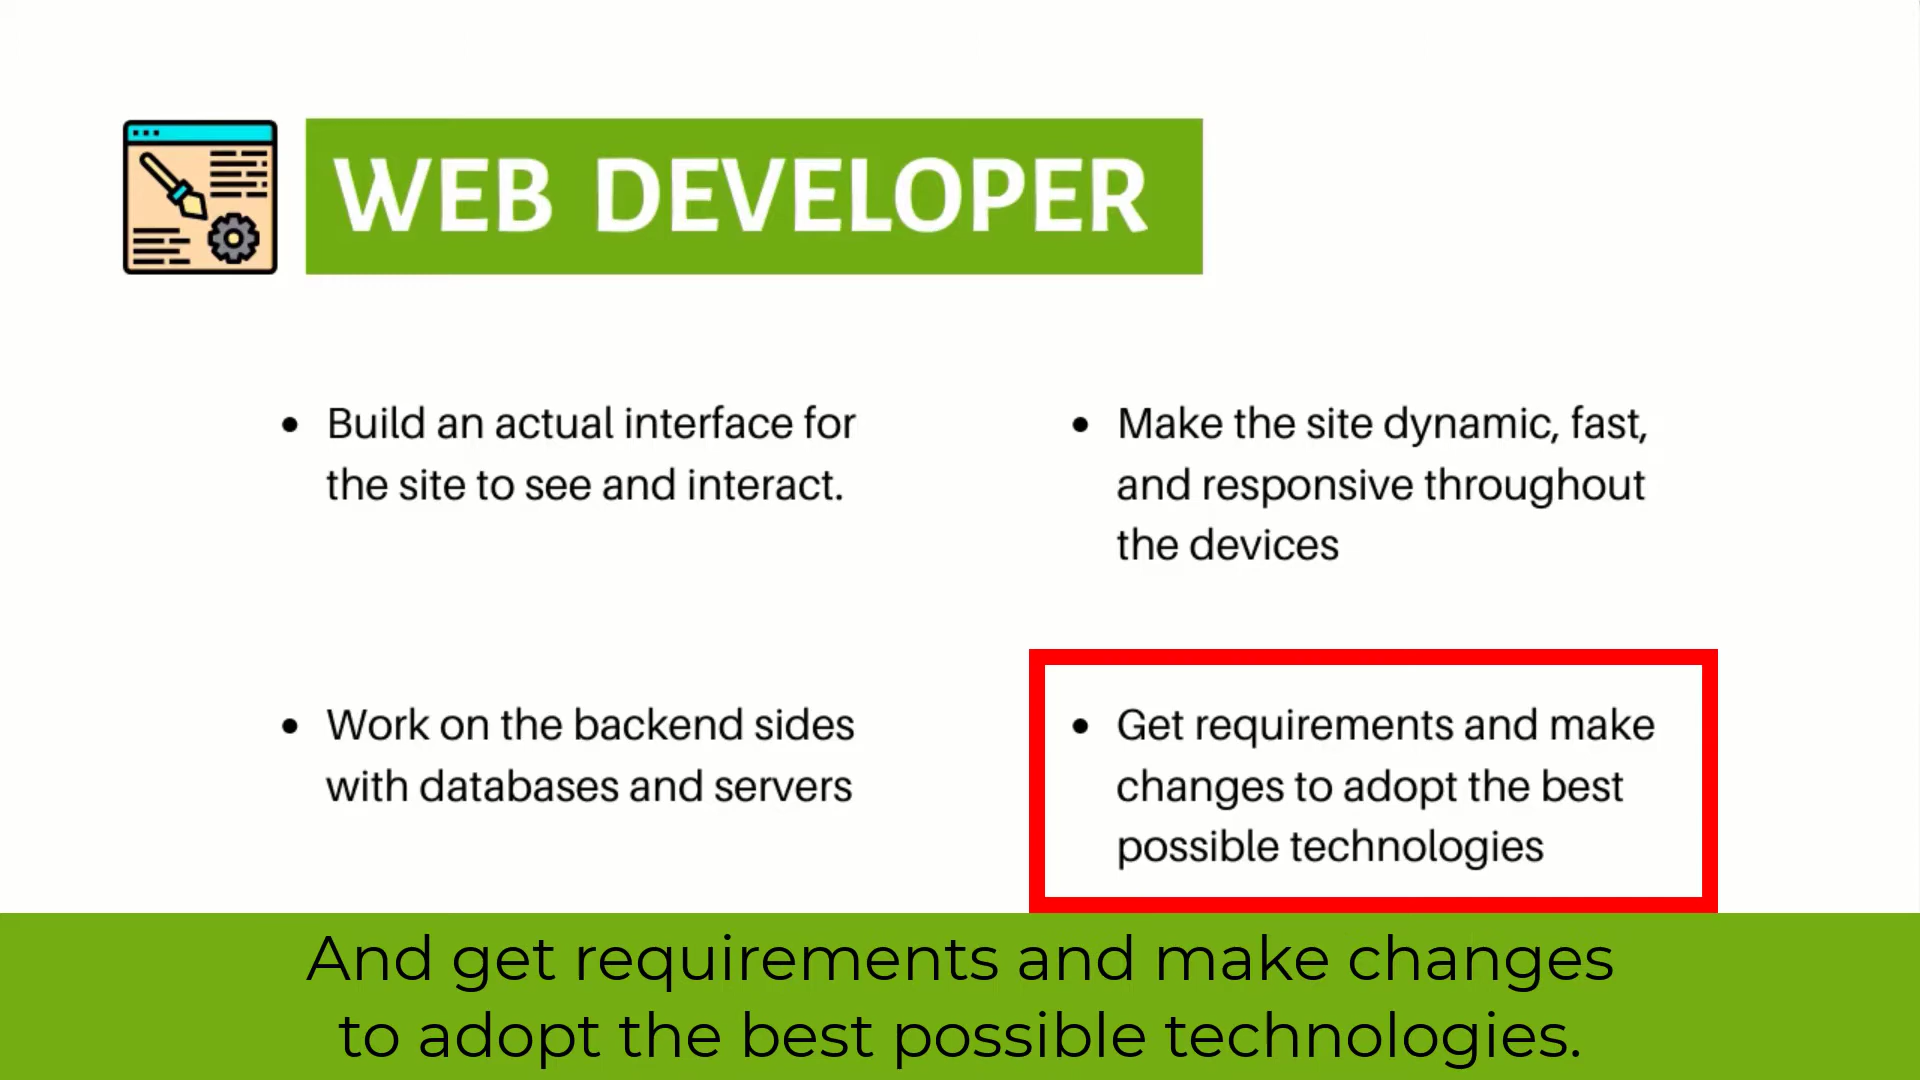 WEB DEVELOPER
• Build an actual interface for
the site to see and interact.
• Make the site dynamic, fast,
and responsive throughout
the devices
• Work on the backend sides
with databases and servers
• Get requirements and make
changes to adopt the best
possible technologies
And get requirements and make changes
to adopt the best possible technologies.